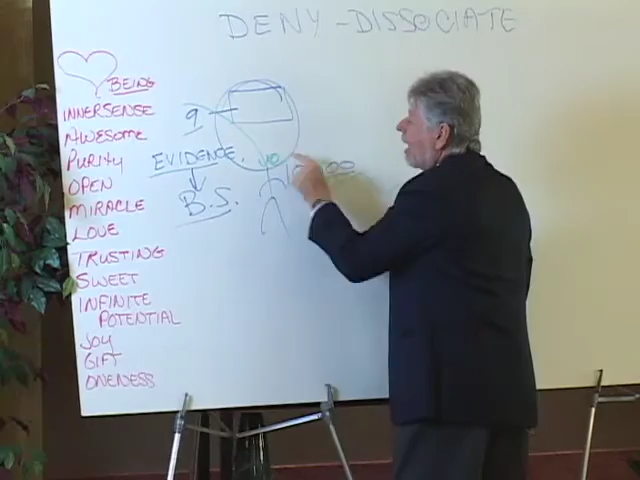 DENY - DISSOCIATE
BEING
INNERSENSE
AWESOME
PURITY
OPEN
MIRACLE
LOVE
TRUSTING
SWEET
INFINITE
POTENTIAL
JOY
GIFT
ONENESS
9
EVIDENCE.
B.S.